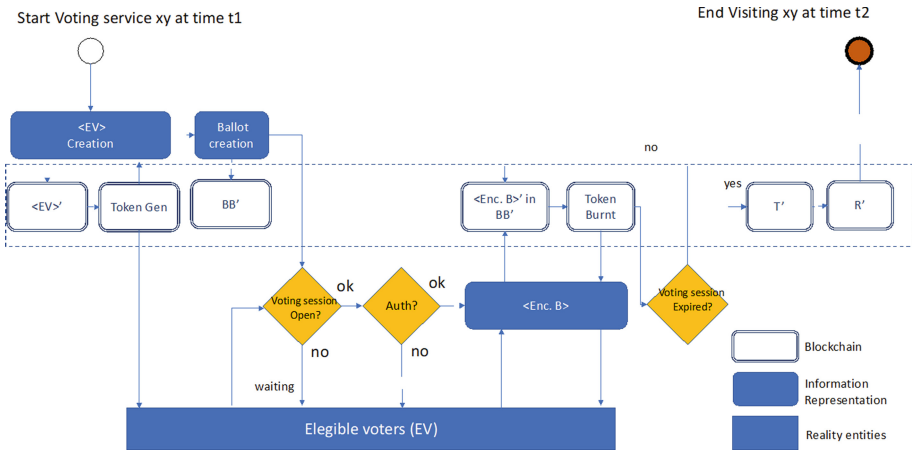 Start Voting service xy at time t1
End Visiting xy at time t2
<EV>
Creation
Ballot
creation
no
yes
<EV>'
Token Gen
BB'
<Enc. B>' in
BB'
Token
Burnt
T'
R'
Voting session
Open?
ok
Auth?
ok
<Enc. B>
Voting session
Expired?
no
no
waiting
Elegible voters (EV)
Blockchain
Information
Representation
Reality entities